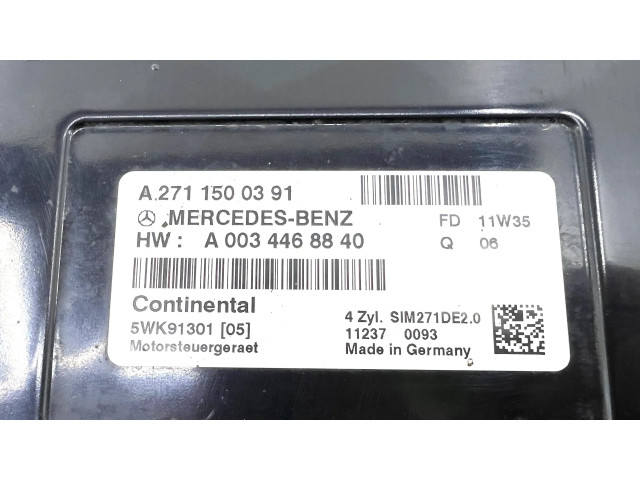 A 271 150 03 91
MERCEDES-BENZ
FD 11W35
HW : A 003 446 88 40
Q 06
Continental
5WK91301 [05]
Motorsteuergeraet
4 Zyl. SIM271DE2.0
11237 0093
Made in Germany